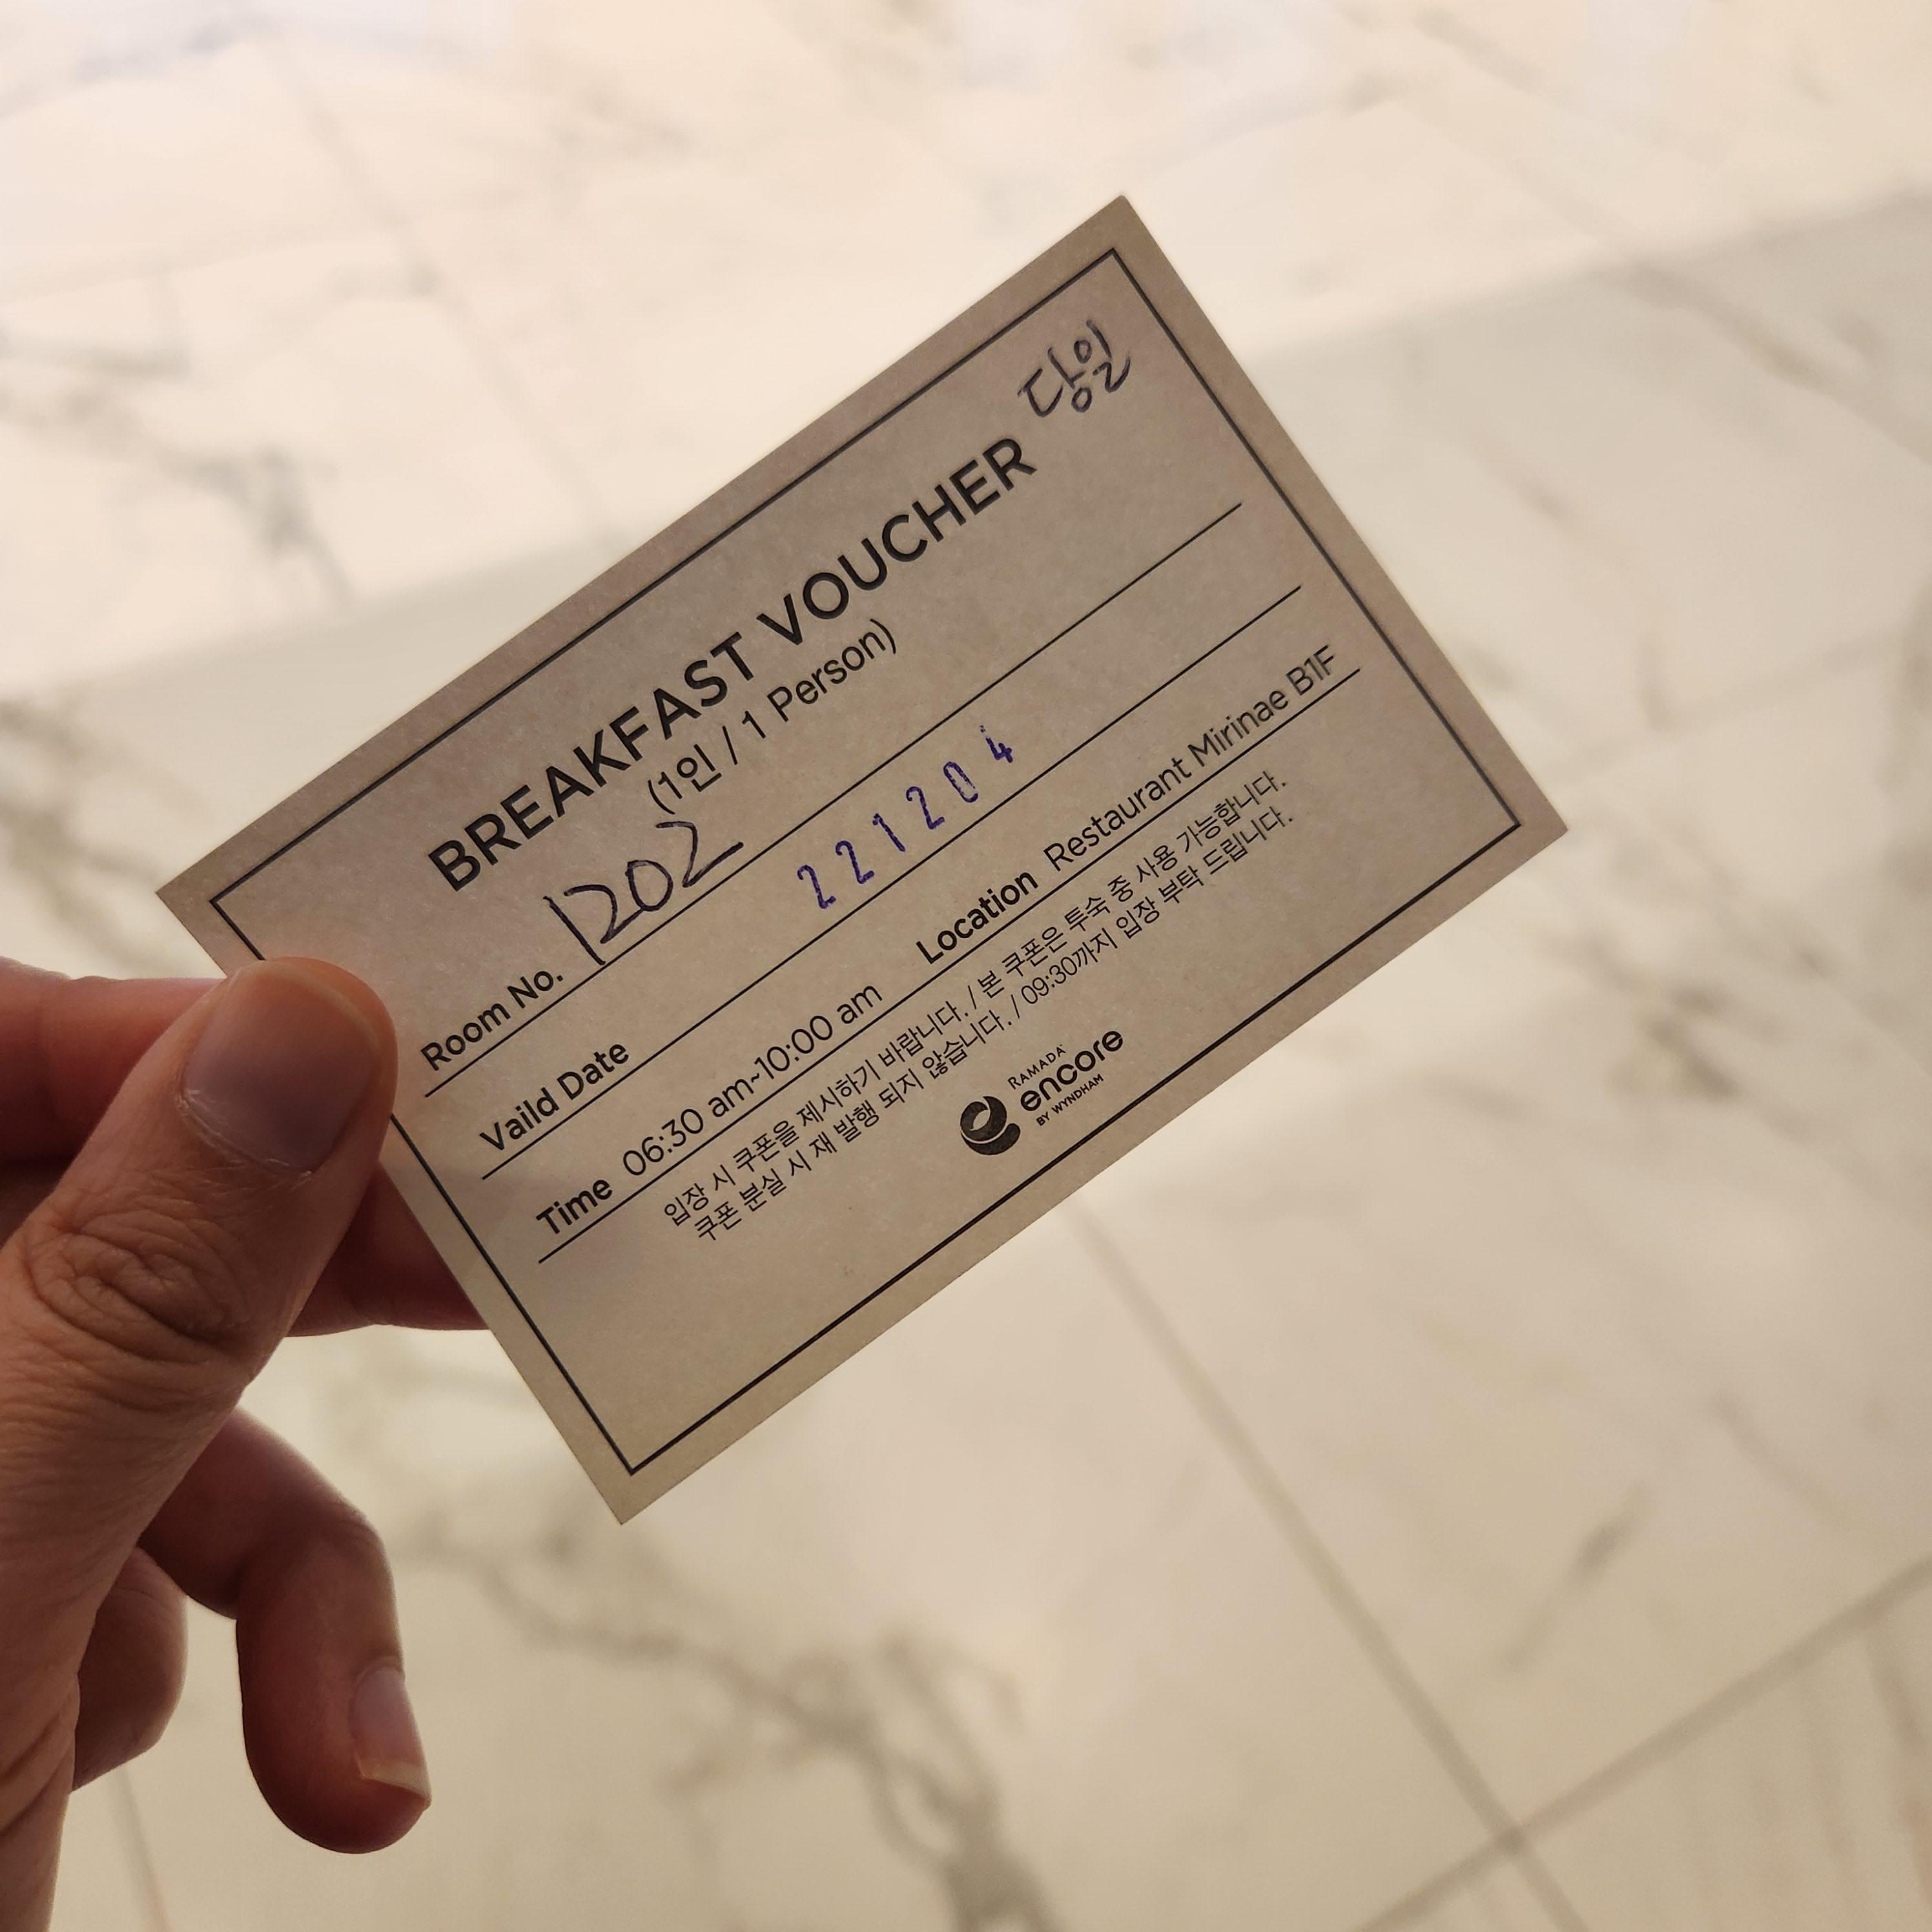 당일
BREAKFAST VOUCHER
(1인 / 1 Person)
Room No. 1202
Vaild Date 221204
Time 06:30 am~10:00 am Location Restaurant Mirinae B1F
입장 시 쿠폰을 제시하기 바랍니다. / 본 쿠폰은 투숙 중 사용 가능합니다.
쿠폰 분실 시 재 발행 되지 않습니다. / 09:30까지 입장 부탁 드립니다.
RAMADA
encore
BY WYNDHAM